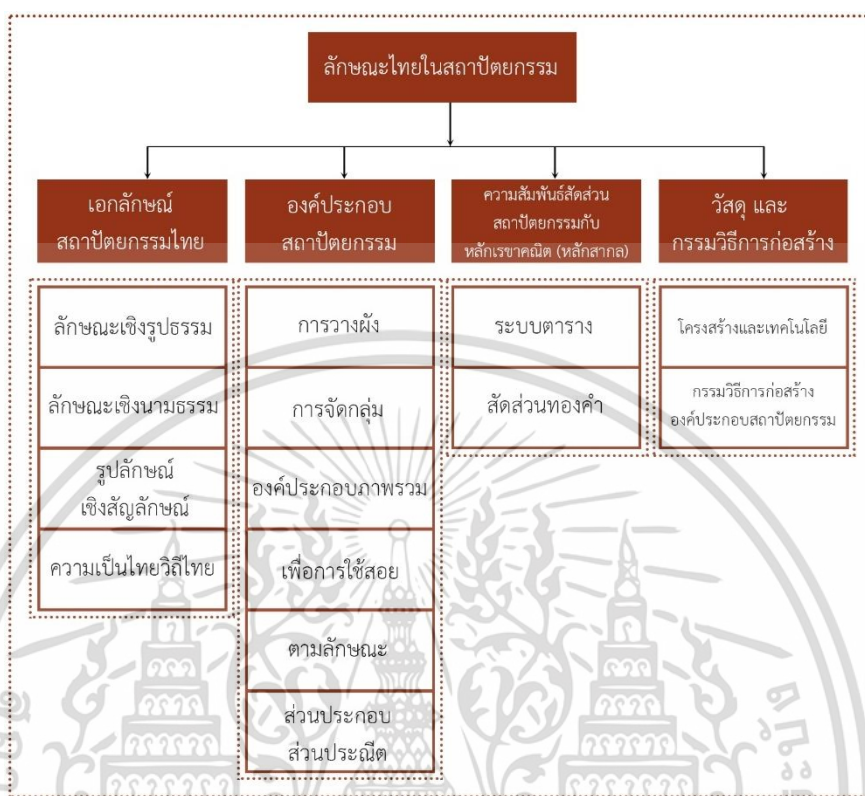 ลักษณะไทยในสถาปัตยกรรม
เอกลักษณ์
สถาปัตยกรรมไทย
ลักษณะเชิงรูปธรรม
ลักษณะเชิงนามธรรม
รูปลักษณ์
เชิงสัญลักษณ์
ความเป็นไทยวิถีไทย
องค์ประกอบ
สถาปัตยกรรม
การวางผัง
การจัดกลุ่ม
องค์ประกอบภาพรวม
เพื่อการใช้สอย
ตามลักษณะ
ส่วนประกอบ
ส่วนประณีต
ความสัมพันธ์สัดส่วน
สถาปัตยกรรมกับ
หลักเรขาคณิต (หลักสากล)
ระบบตาราง
สัดส่วนทองคำ
วัสดุ และ
กรรมวิธีการก่อสร้าง
โครงสร้างและเทคโนโลยี
กรรมวิธีการก่อสร้าง
องค์ประกอบสถาปัตยกรรม